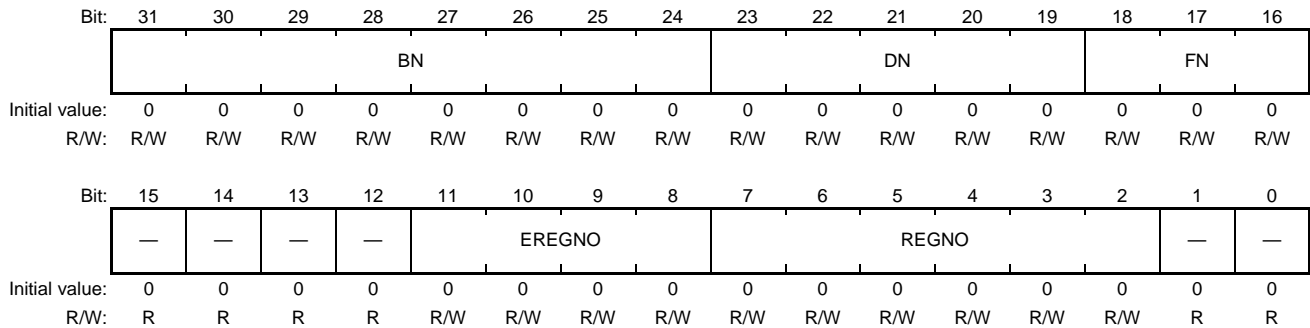 Bit: 31 30 29 28 27 26 25 24 23 22 21 20 19 18 17 16
BN DN FN
Initial value: 0 0 0 0 0 0 0 0 0 0 0 0 0 0 0 0
R/W: R/W R/W R/W R/W R/W R/W R/W R/W R/W R/W R/W R/W R/W R/W R/W R/W
Bit: 15 14 13 12 11 10 9 8 7 6 5 4 3 2 1 0
— — — — EREGNO REGNO — —
Initial value: 0 0 0 0 0 0 0 0 0 0 0 0 0 0 0 0
R/W: R R R R R/W R/W R/W R/W R/W R/W R/W R/W R/W R/W R R